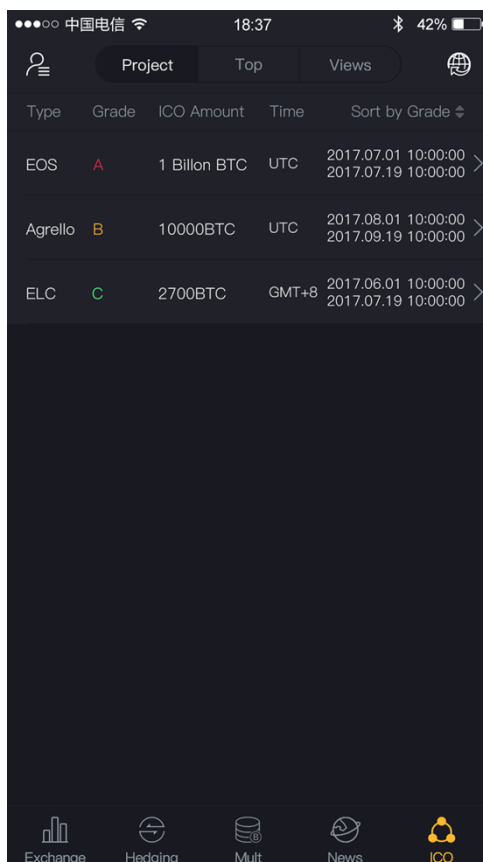 中国电信 18:37 42%
Project Top Views
Type Grade ICO Amount Time Sort by Grade
EOS A 1 Billon BTC UTC 2017.07.01 10:00:00
2017.07.19 10:00:00
Agrello B 10000BTC UTC 2017.08.01 10:00:00
2017.09.19 10:00:00
ELC C 2700BTC GMT+8 2017.06.01 10:00:00
2017.07.19 10:00:00
Exchange Hedging Mult News ICO